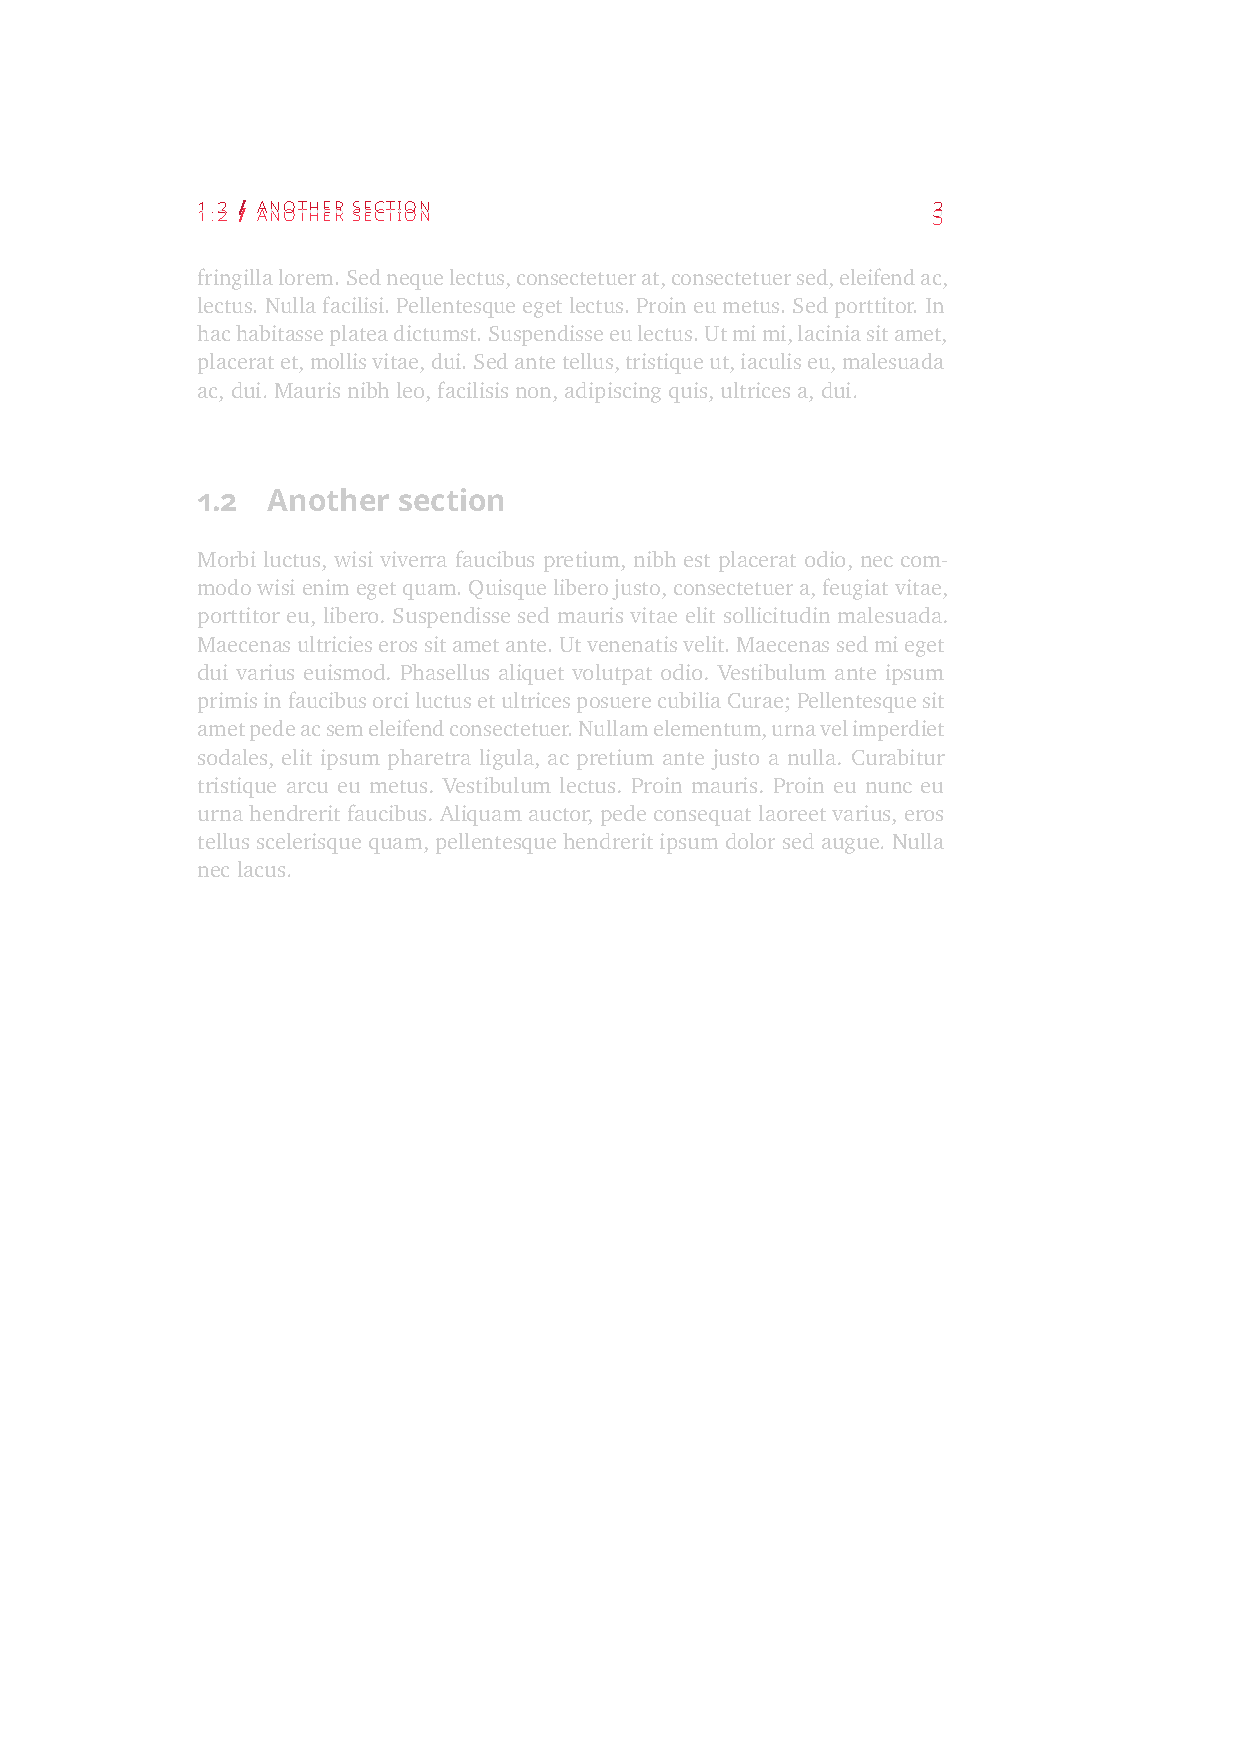 1.2 / ANOTHER SECTION
fringilla lorem. Sed neque lectus, consectetuer at, consectetuer sed, eleifend ac,
lectus. Nulla facilisi. Pellentesque eget lectus. Proin eu metus. Sed porttitor. In
hac habitasse platea dictumst. Suspendisse eu lectus. Ut mi mi, lacinia sit amet,
placerat et, mollis vitae, dui. Sed ante tellus, tristique ut, iaculis eu, malesuada
ac, dui. Mauris nibh leo, facilisis non, adipiscing quis, ultrices a, dui.
1.2 Another section
Morbi luctus, wisi viverra faucibus pretium, nibh est placerat odio, nec com-
modo wisi enim eget quam. Quisque libero justo, consectetuer a, feugiat vitae,
porttitor eu, libero. Suspendisse sed mauris vitae elit sollicitudin malesuada.
Maecenas ultricies eros sit amet ante. Ut venenatis velit. Maecenas sed mi eget
dui varius euismod. Phasellus aliquet volutpat odio. Vestibulum ante ipsum
primis in faucibus orci luctus et ultrices posuere cubilia Curae; Pellentesque sit
amet pede ac sem eleifend consectetuer. Nullam elementum, urna vel imperdiet
sodales, elit ipsum pharetra ligula, ac pretium ante justo a nulla. Curabitur
tristique arcu eu metus. Vestibulum lectus. Proin mauris. Proin eu nunc eu
urna hendrerit faucibus. Aliquam auctor, pede consequat laoreet varius, eros
tellus scelerisque quam, pellentesque hendrerit ipsum dolor sed augue. Nulla
nec lacus.